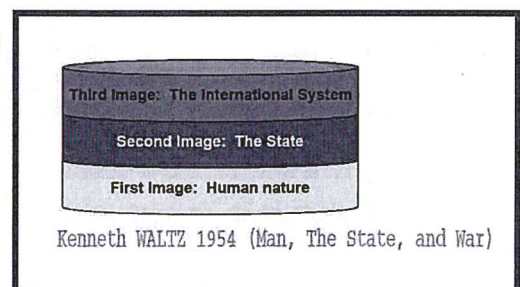 Third Image: The International System
Second Image: The State
First Image: Human nature
Kenneth WALTZ 1954 (Man, The State, and War)